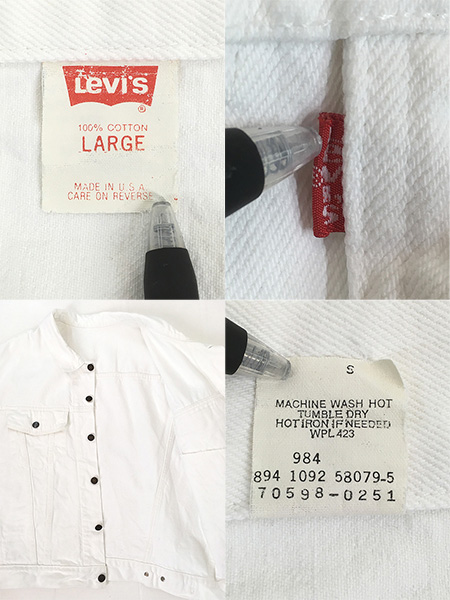 Levi's
®
100% COTTON
LARGE
MADE IN U.S.A.
CARE ON REVERSE
LEVI'S
S
MACHINE WASH HOT
TUMBLE DRY
HOT IRON IF NEEDED
WPL 423
984
894 1092 58079-5
70598-0251